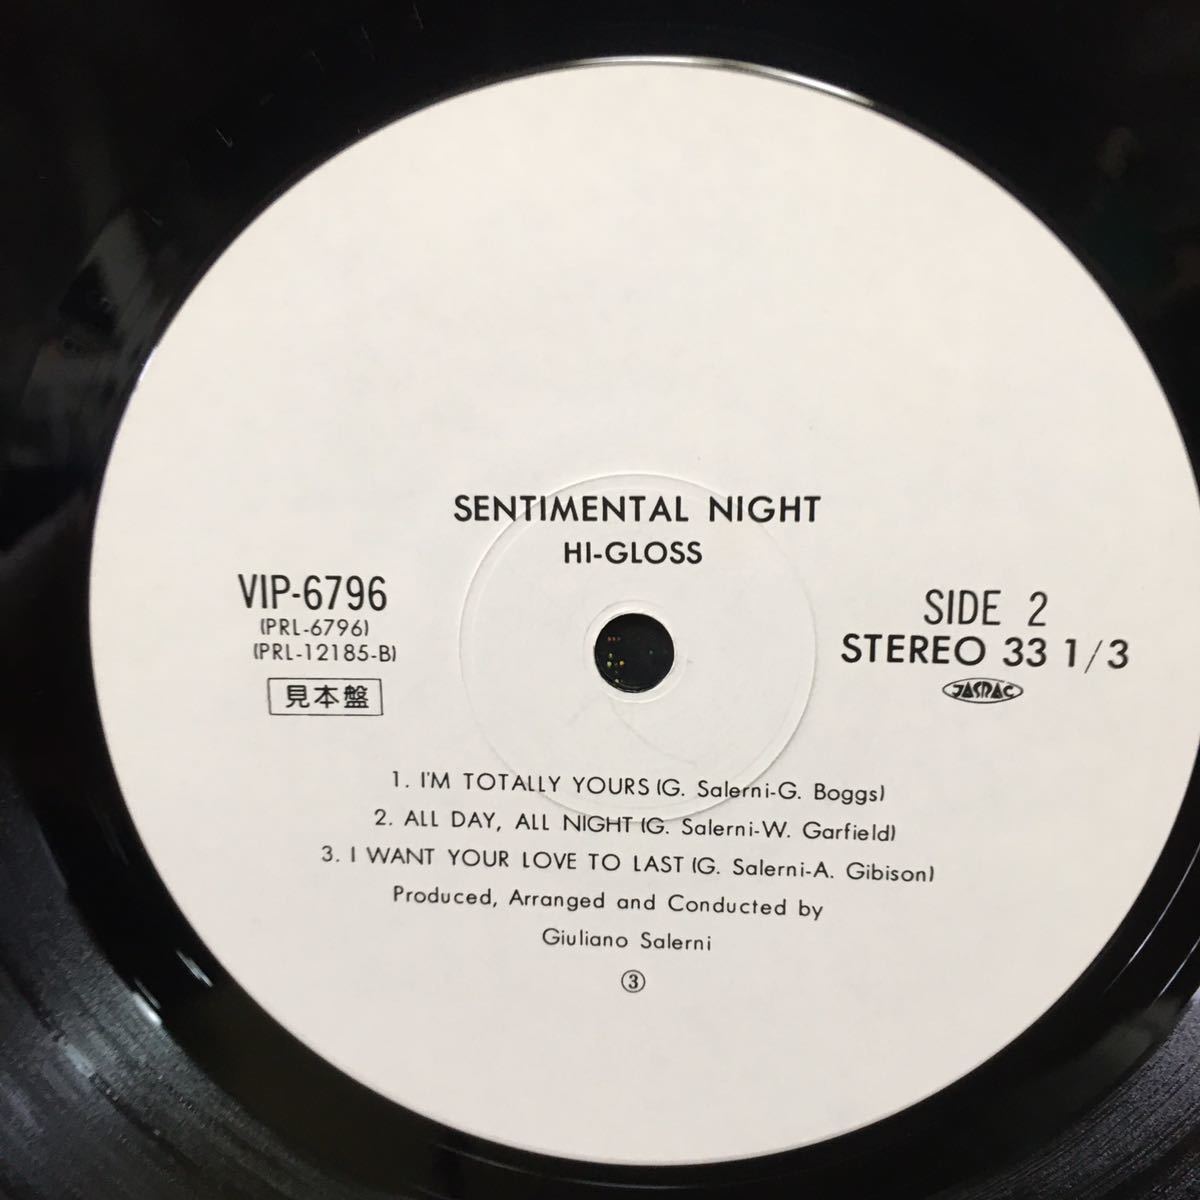 SENTIMENTAL NIGHT
HI-GLOSS
VIP-6796
(PRL-6796)
(PRL-12185-B)
見本盤
SIDE 2
STEREO 33 1/3
JASRAC
1. I'M TOTALLY YOURS (G. Salerni-G. Boggs)
2. ALL DAY, ALL NIGHT (G. Salerni-W. Garfield)
3. I WANT YOUR LOVE TO LAST (G. Salerni-A. Gibison)
Produced, Arranged and Conducted by
Giuliano Salerni
③